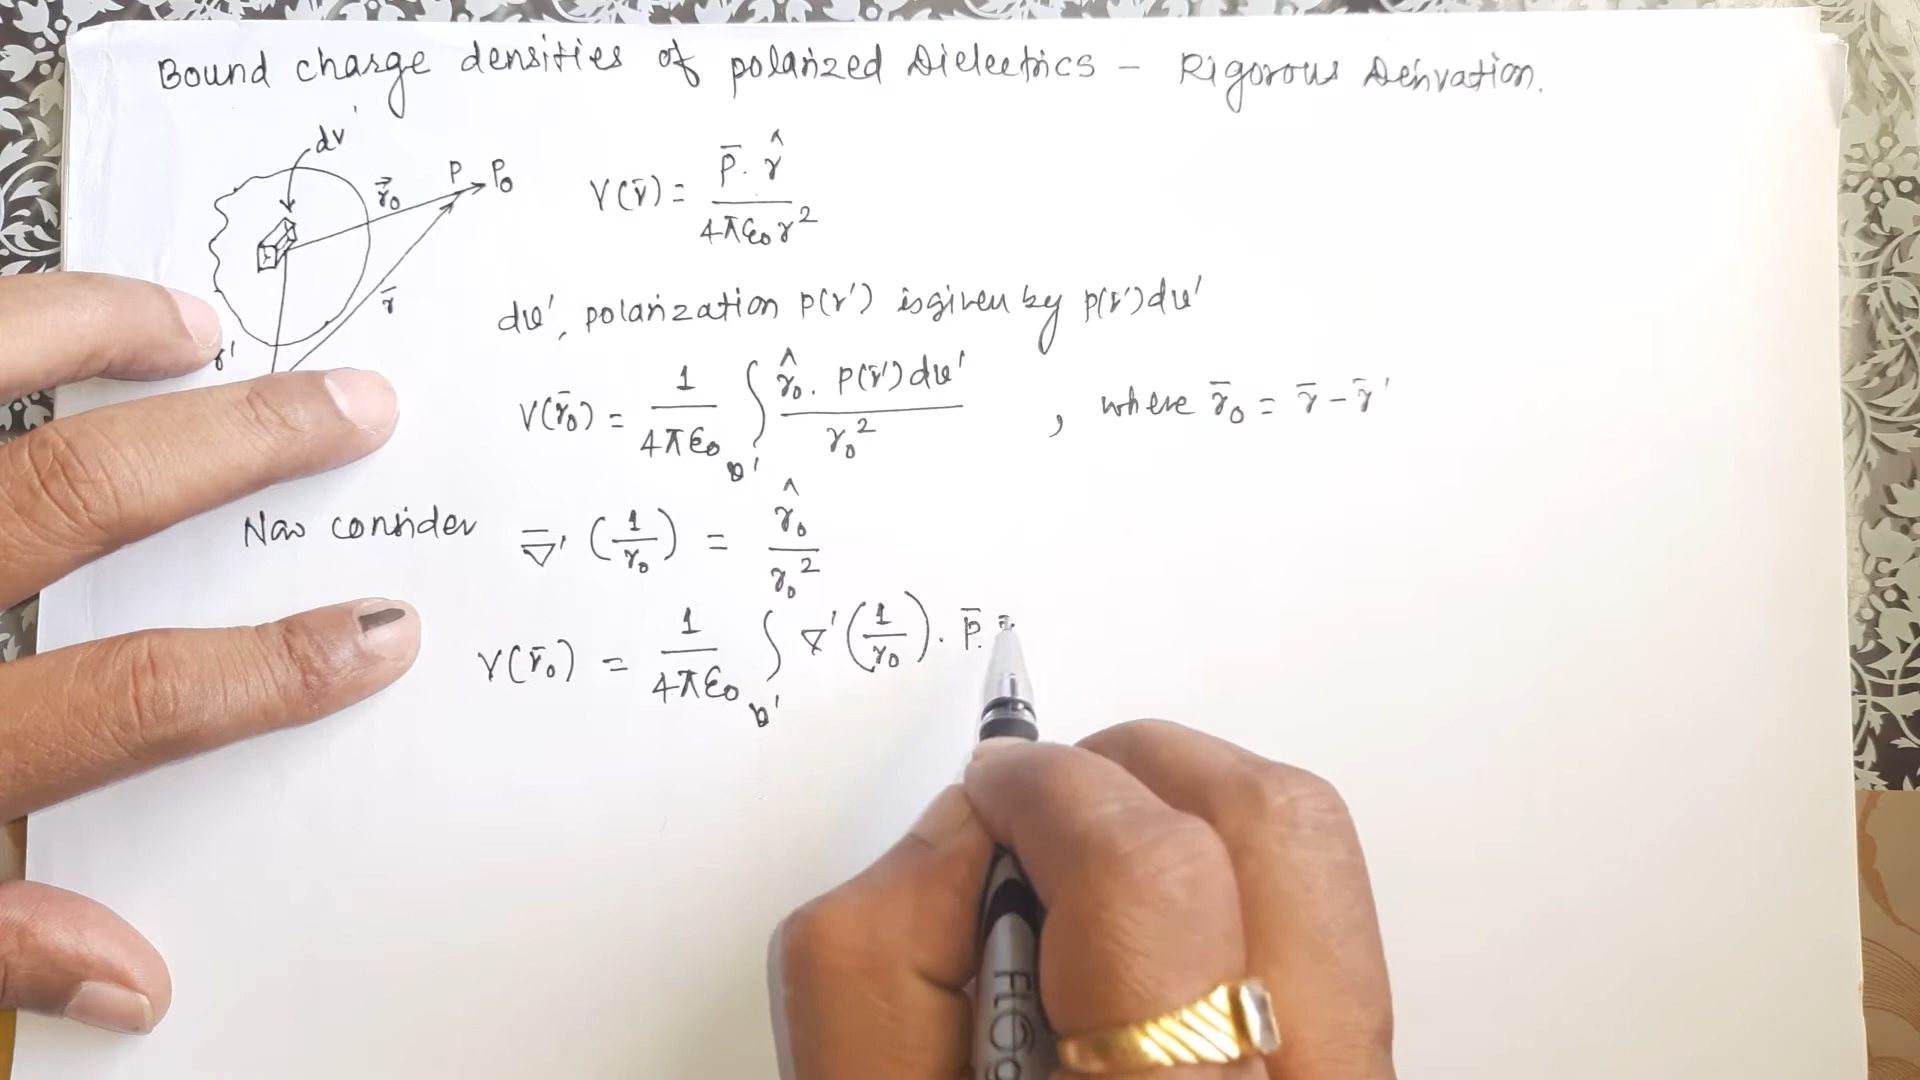 Bound charge densities of polarized Dielectrics – Rigorous Derivation.
dv'
r⃗₀ P P₀
r̄
r'
V(r̄) = p̄ · r̂ / 4πε₀r²
dv', polarization p(r') is given by p(r̄')dv'
V(r̄₀) = 1/4πε₀ ∫v' r̂₀ · p(r̄')dv' / r₀² , where r̄₀ = r̄ – r̄'
Now consider ∇̄' (1/r₀) = r̂₀/r₀²
V(r̄₀) = 1/4πε₀ ∫v' ∇'(1/r₀) · p̄
FLO